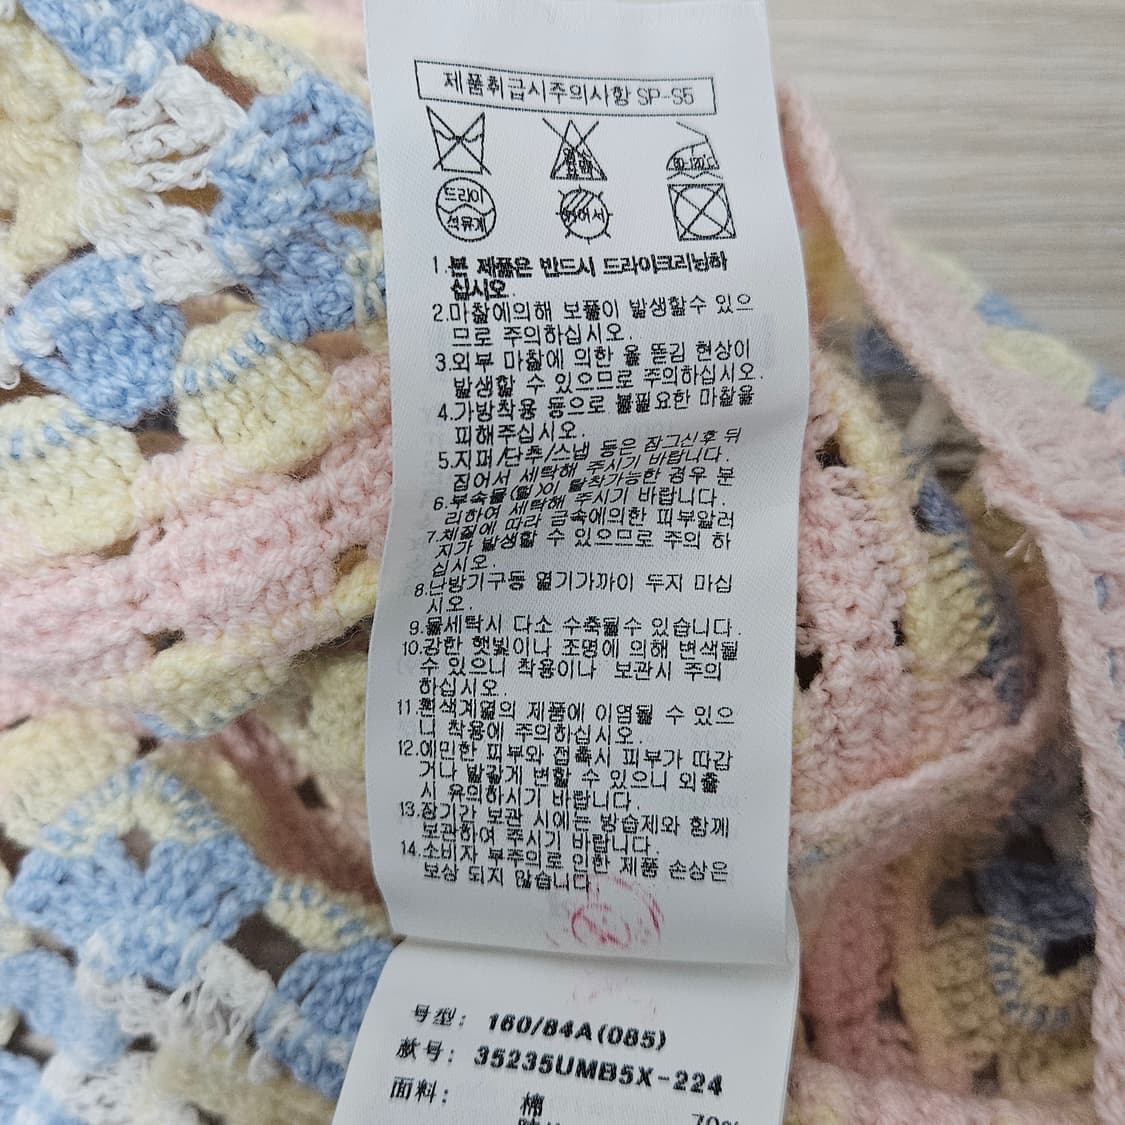 제품취급시주의사항 SP-S5
80-120℃
드라이
석유계
뉘어서
1.본 제품은 반드시 드라이크리닝하
십시오.
2.마찰에의해 보풀이 발생할수 있으
므로 주의하십시오.
3.외부 마찰에 의한 올 뜯김 현상이
발생할 수 있으므로 주의하십시오.
4.가방착용 등으로 불필요한 마찰을
피해주십시오.
5.지퍼/단추/스냅 등은 잠그신후 뒤
집어서 세탁해 주시기 바랍니다.
6.부속물(털)이 탈착가능한 경우 분
리하여 세탁해 주시기 바랍니다.
7.체질에 따라 금속에의한 피부알러
지가 발생할 수 있으므로 주의 하
십시오.
8.난방기구등 열기가까이 두지 마십
시오.
9.물세탁시 다소 수축될수 있습니다.
10.강한 햇빛이나 조명에 의해 변색될
수 있으니 착용이나 보관시 주의
하십시오.
11.흰색계열의 제품에 이염될 수 있으
니 착용에 주의하십시오.
12.예민한 피부와 접촉시 피부가 따갑
거나 발갛게 변할 수 있으니 외출
시 유의하시기 바랍니다.
13.장기간 보관 시에는 방습제와 함께
보관하여 주시기 바랍니다.
14.소비자 부주의로 인한 제품 손상은
보상 되지 않습니다
号型: 160/84A(085)
款号: 35235UMB5X-224
面料: 棉 70%